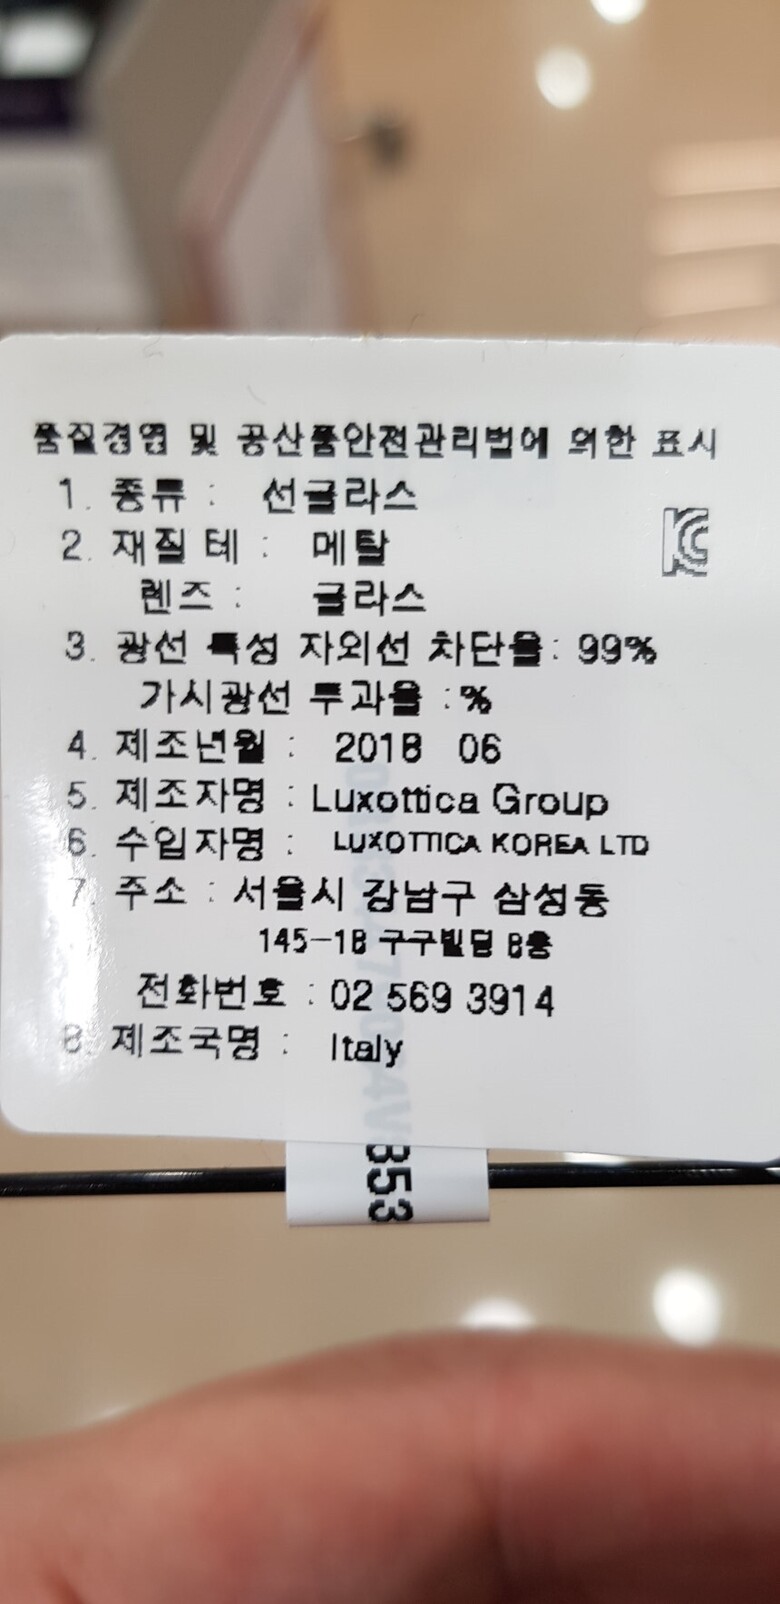 품질경영 및 공산품안전관리법에 의한 표시
1. 종류 : 선글라스
2. 재질 테 : 메탈
KC
렌즈 : 글라스
3. 광선 특성 자외선 차단율: 99%
가시광선 투과율 : %
4. 제조년월 : 2018 06
5. 제조자명 : Luxottica Group
6. 수입자명 : LUXOTTICA KOREA LTD
7. 주소 : 서울시 강남구 삼성동
145-18 구구빌딩 8층
전화번호 : 02 569 3914
8. 제조국명 : Italy
853